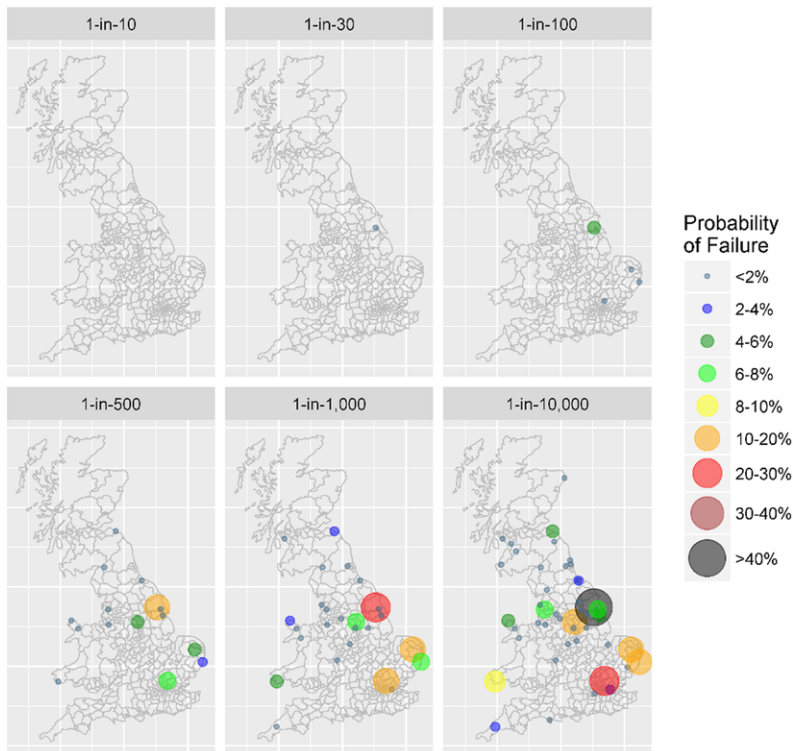 1-in-10
1-in-30
1-in-100
Probability
of Failure
<2%
2-4%
4-6%
6-8%
8-10%
10-20%
20-30%
30-40%
>40%
1-in-500
1-in-1,000
1-in-10,000